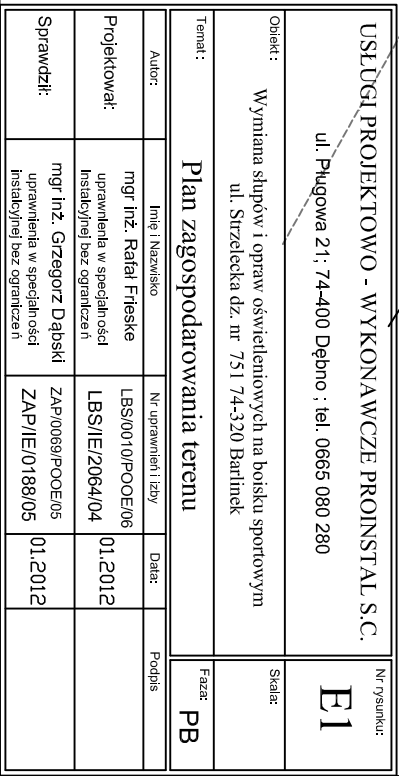 USŁUGI PROJEKTOWO - WYKONAWCZE PROINSTAL S.C.
ul. Pługowa 21; 74-400 Dębno ; tel. 0665 080 280
Nr rysunku:
E1
Obiekt :
Wymiana słupów i opraw oświetleniowych na boisku sportowym
ul. Strzelecka dz. nr 751 74-320 Barlinek
Skala:
Temat:
Plan zagospodarowania terenu
Faza:
PB
Autor:
Imię i Nazwisko
Nr uprawnień i izby
Data:
Podpis
Projektował:
mgr inż. Rafał Frieske
uprawnienia w specjalności
instalcyjnej bez ograniczeń
LBS/0010/POOE/06
LBS/IE/2064/04
01.2012
Sprawdził:
mgr inż. Grzegorz Dąbski
uprawnienia w specjalności
instalcyjnej bez ograniczeń
ZAP/0069/POOE/05
ZAP/IE/0188/05
01.2012